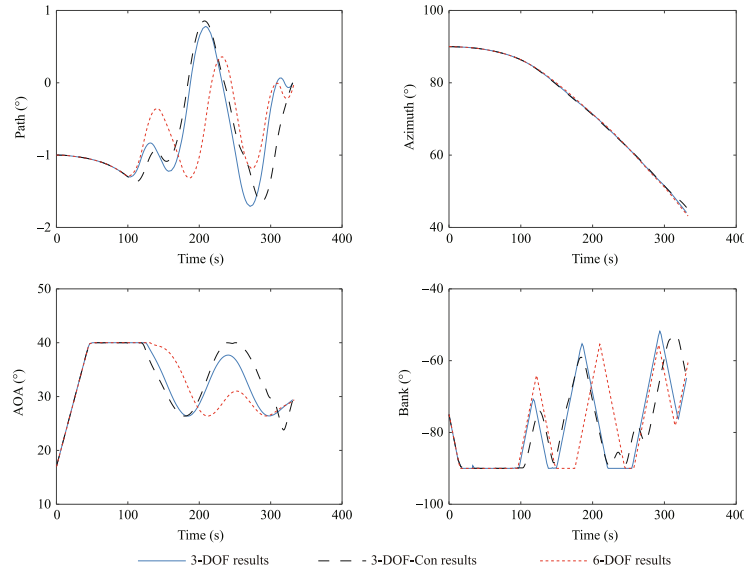 1
0
−1
−2
Path (°)
0 100 200 300 400
Time (s)
100
80
60
40
Azimuth (°)
0 100 200 300 400
Time (s)
50
40
30
20
10
AOA (°)
0 100 200 300 400
Time (s)
−40
−60
−80
−100
Bank (°)
0 100 200 300 400
Time (s)
3-DOF results 3-DOF-Con results 6-DOF results